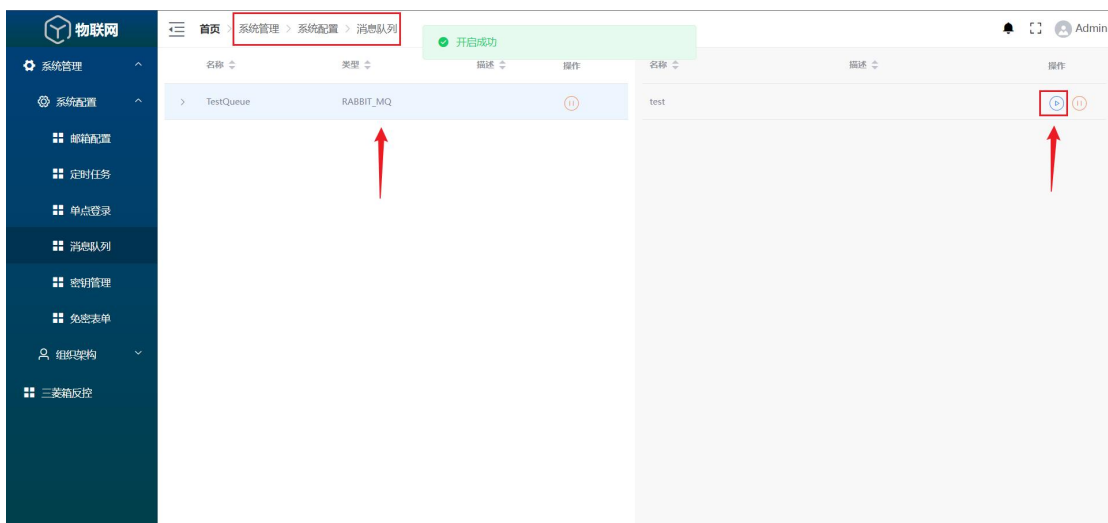 物联网
首页 > 系统管理 > 系统配置 > 消息队列
开启成功
Admin
系统管理
系统配置
邮箱配置
定时任务
单点登录
消息队列
密钥管理
免密表单
组织架构
三菱箱反控
名称 类型 描述 操作
TestQueue RABBIT_MQ
名称 描述 操作
test